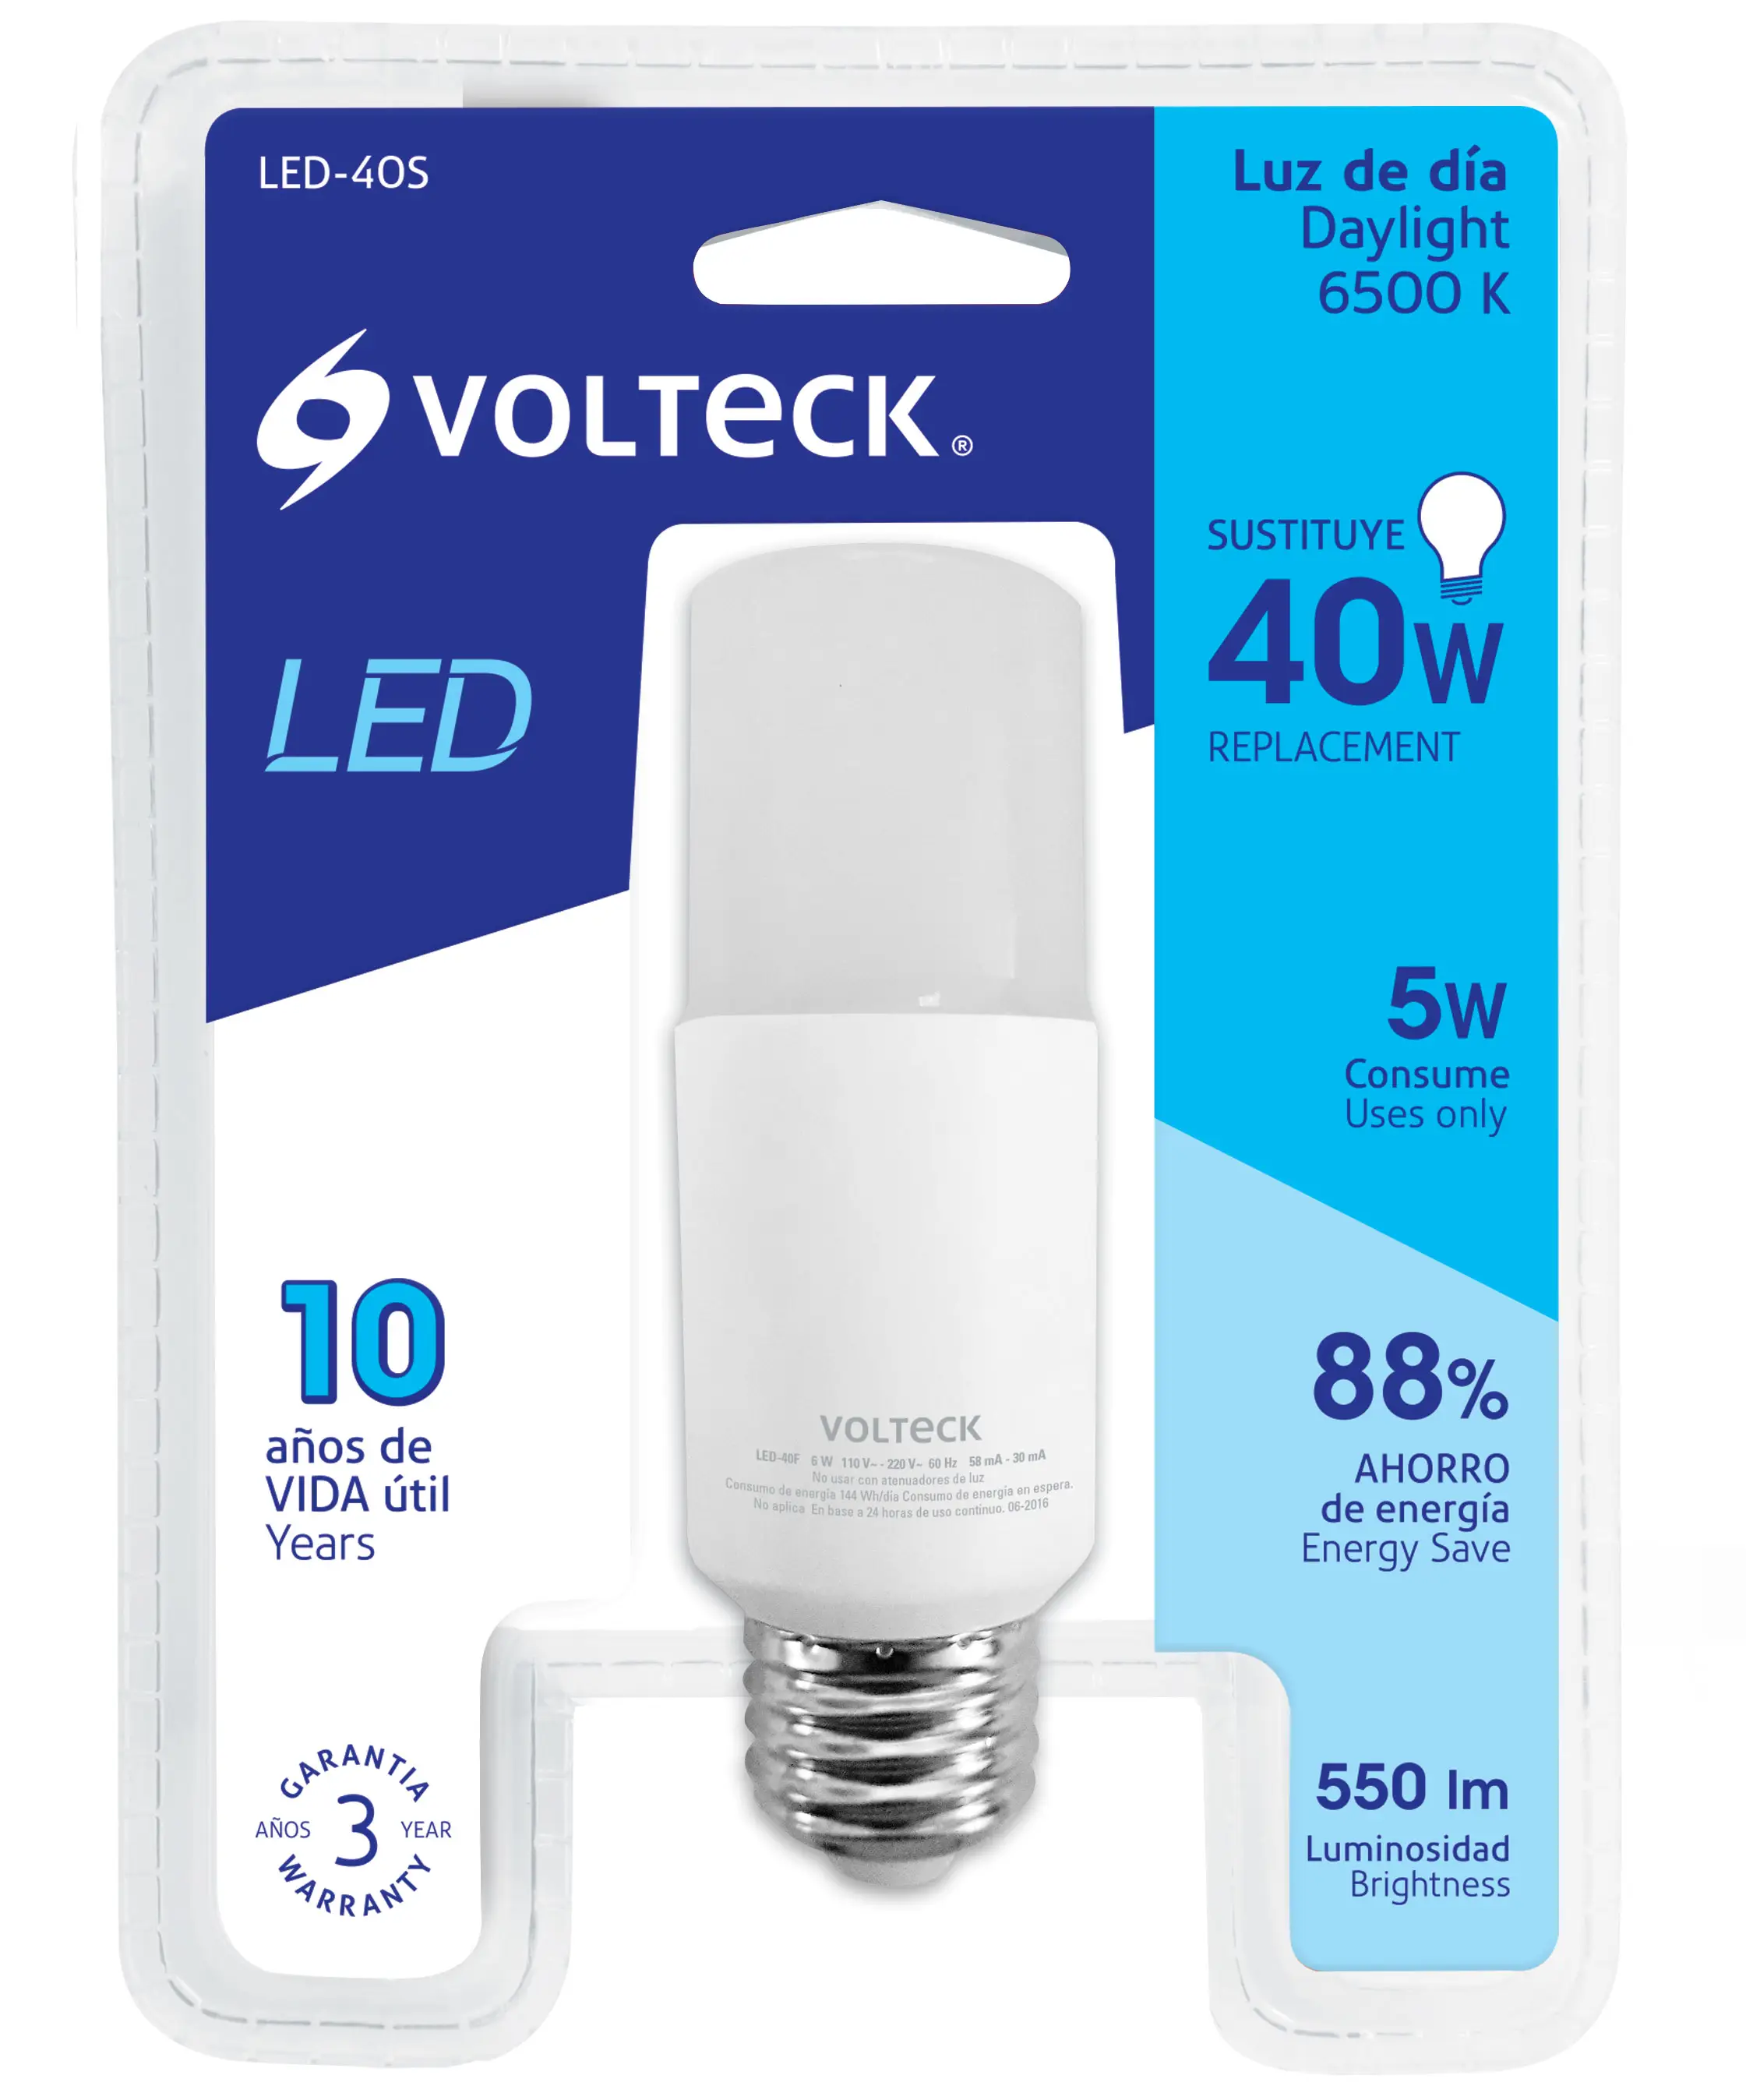 LED-40S
VOLTECK®
LED
10
años de
VIDA útil
Years
GARANTIA
AÑOS 3 YEAR
WARRANTY
Luz de día
Daylight
6500 K
SUSTITUYE
40W
REPLACEMENT
5W
Consume
Uses only
88%
AHORRO
de energía
Energy Save
550 lm
Luminosidad
Brightness
VOLTECK
LED-40F 6 W 110 V~ - 220 V~ 60 Hz 58 mA - 30 mA
No usar con atenuadores de luz
Consumo de energía 144 Wh/día Consumo de energía en espera.
No aplica En base a 24 horas de uso continuo. 06-2016